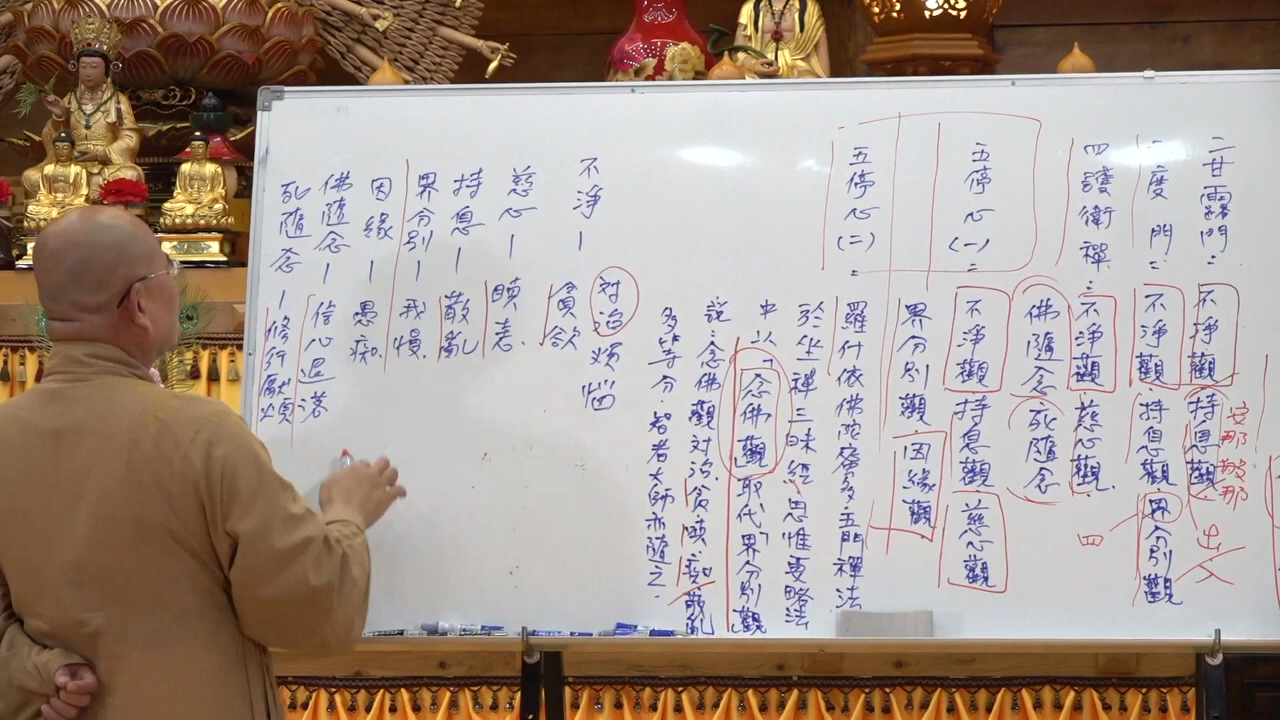 二甘露門：不淨觀．持息觀．
安那般那
出
入
二度門：不淨觀．持息觀．界分別觀
四
四護衛禪：不淨觀．慈心觀．
佛隨念．死隨念
五停心(一)：不淨觀．持息觀．慈心觀
界分別觀．因緣觀
五停心(二)：羅什依佛陀蜜多五門禪法
於坐禪三昧經、思惟要略法
中以「念佛觀」取代「界分別觀」
說：念佛觀對治貪．瞋．癡．散亂
多等分．智者大師亦隨之．
對治煩惱
不淨－貪欲
慈心－瞋恚．
持息－散亂
界分別－我慢．
因緣－愚痴．
佛隨念－信心退落
死隨念－修行厭煩